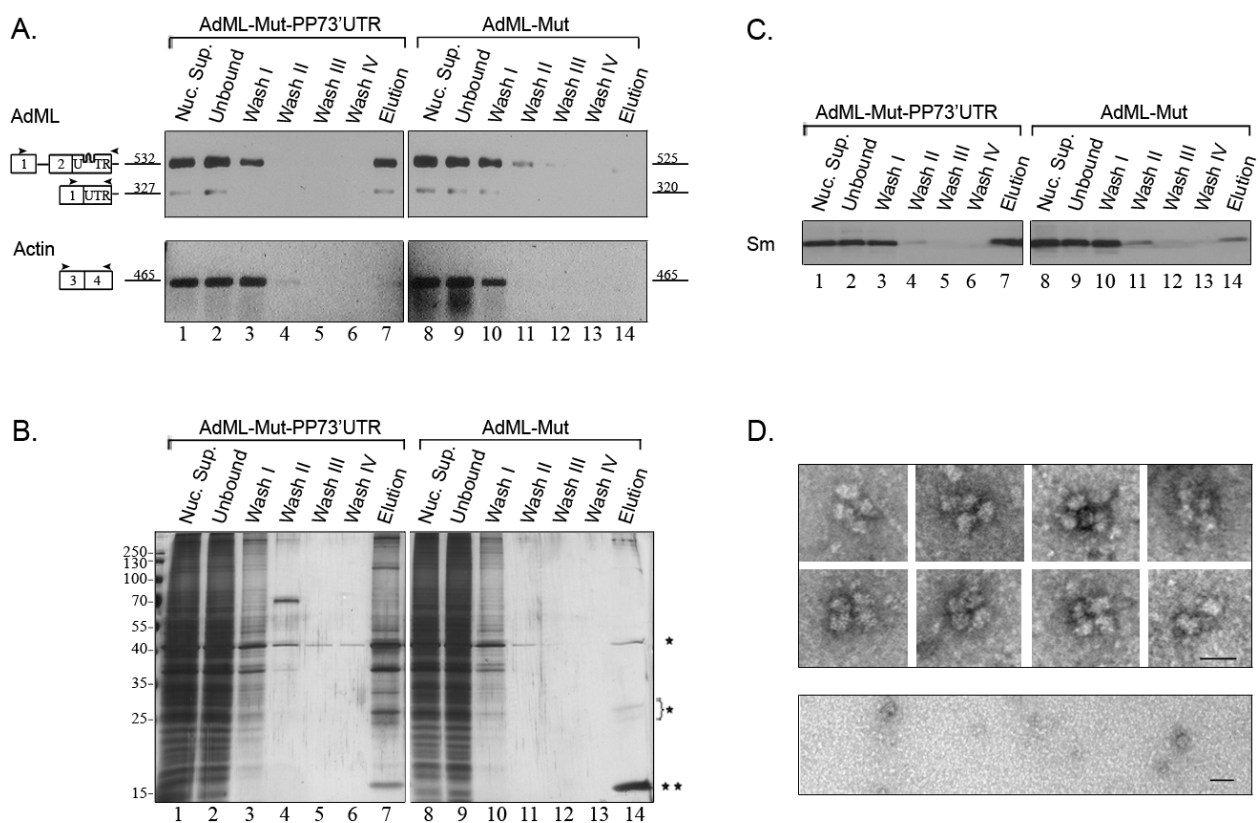 A.
AdML-Mut-PP73'UTR AdML-Mut
Nuc. Sup. Unbound Wash I Wash II Wash III Wash IV Elution Nuc. Sup. Unbound Wash I Wash II Wash III Wash IV Elution
AdML
1 2 U TR 532 525
1 UTR 327 320
Actin
3 4 465 465
1 2 3 4 5 6 7 8 9 10 11 12 13 14
B.
AdML-Mut-PP73'UTR AdML-Mut
Nuc. Sup. Unbound Wash I Wash II Wash III Wash IV Elution Nuc. Sup. Unbound Wash I Wash II Wash III Wash IV Elution
250-
130-
100-
70-
55-
40- ★
35-
25- }★
15- ★★
1 2 3 4 5 6 7 8 9 10 11 12 13 14
C.
AdML-Mut-PP73'UTR AdML-Mut
Nuc. Sup. Unbound Wash I Wash II Wash III Wash IV Elution Nuc. Sup. Unbound Wash I Wash II Wash III Wash IV Elution
Sm
1 2 3 4 5 6 7 8 9 10 11 12 13 14
D.